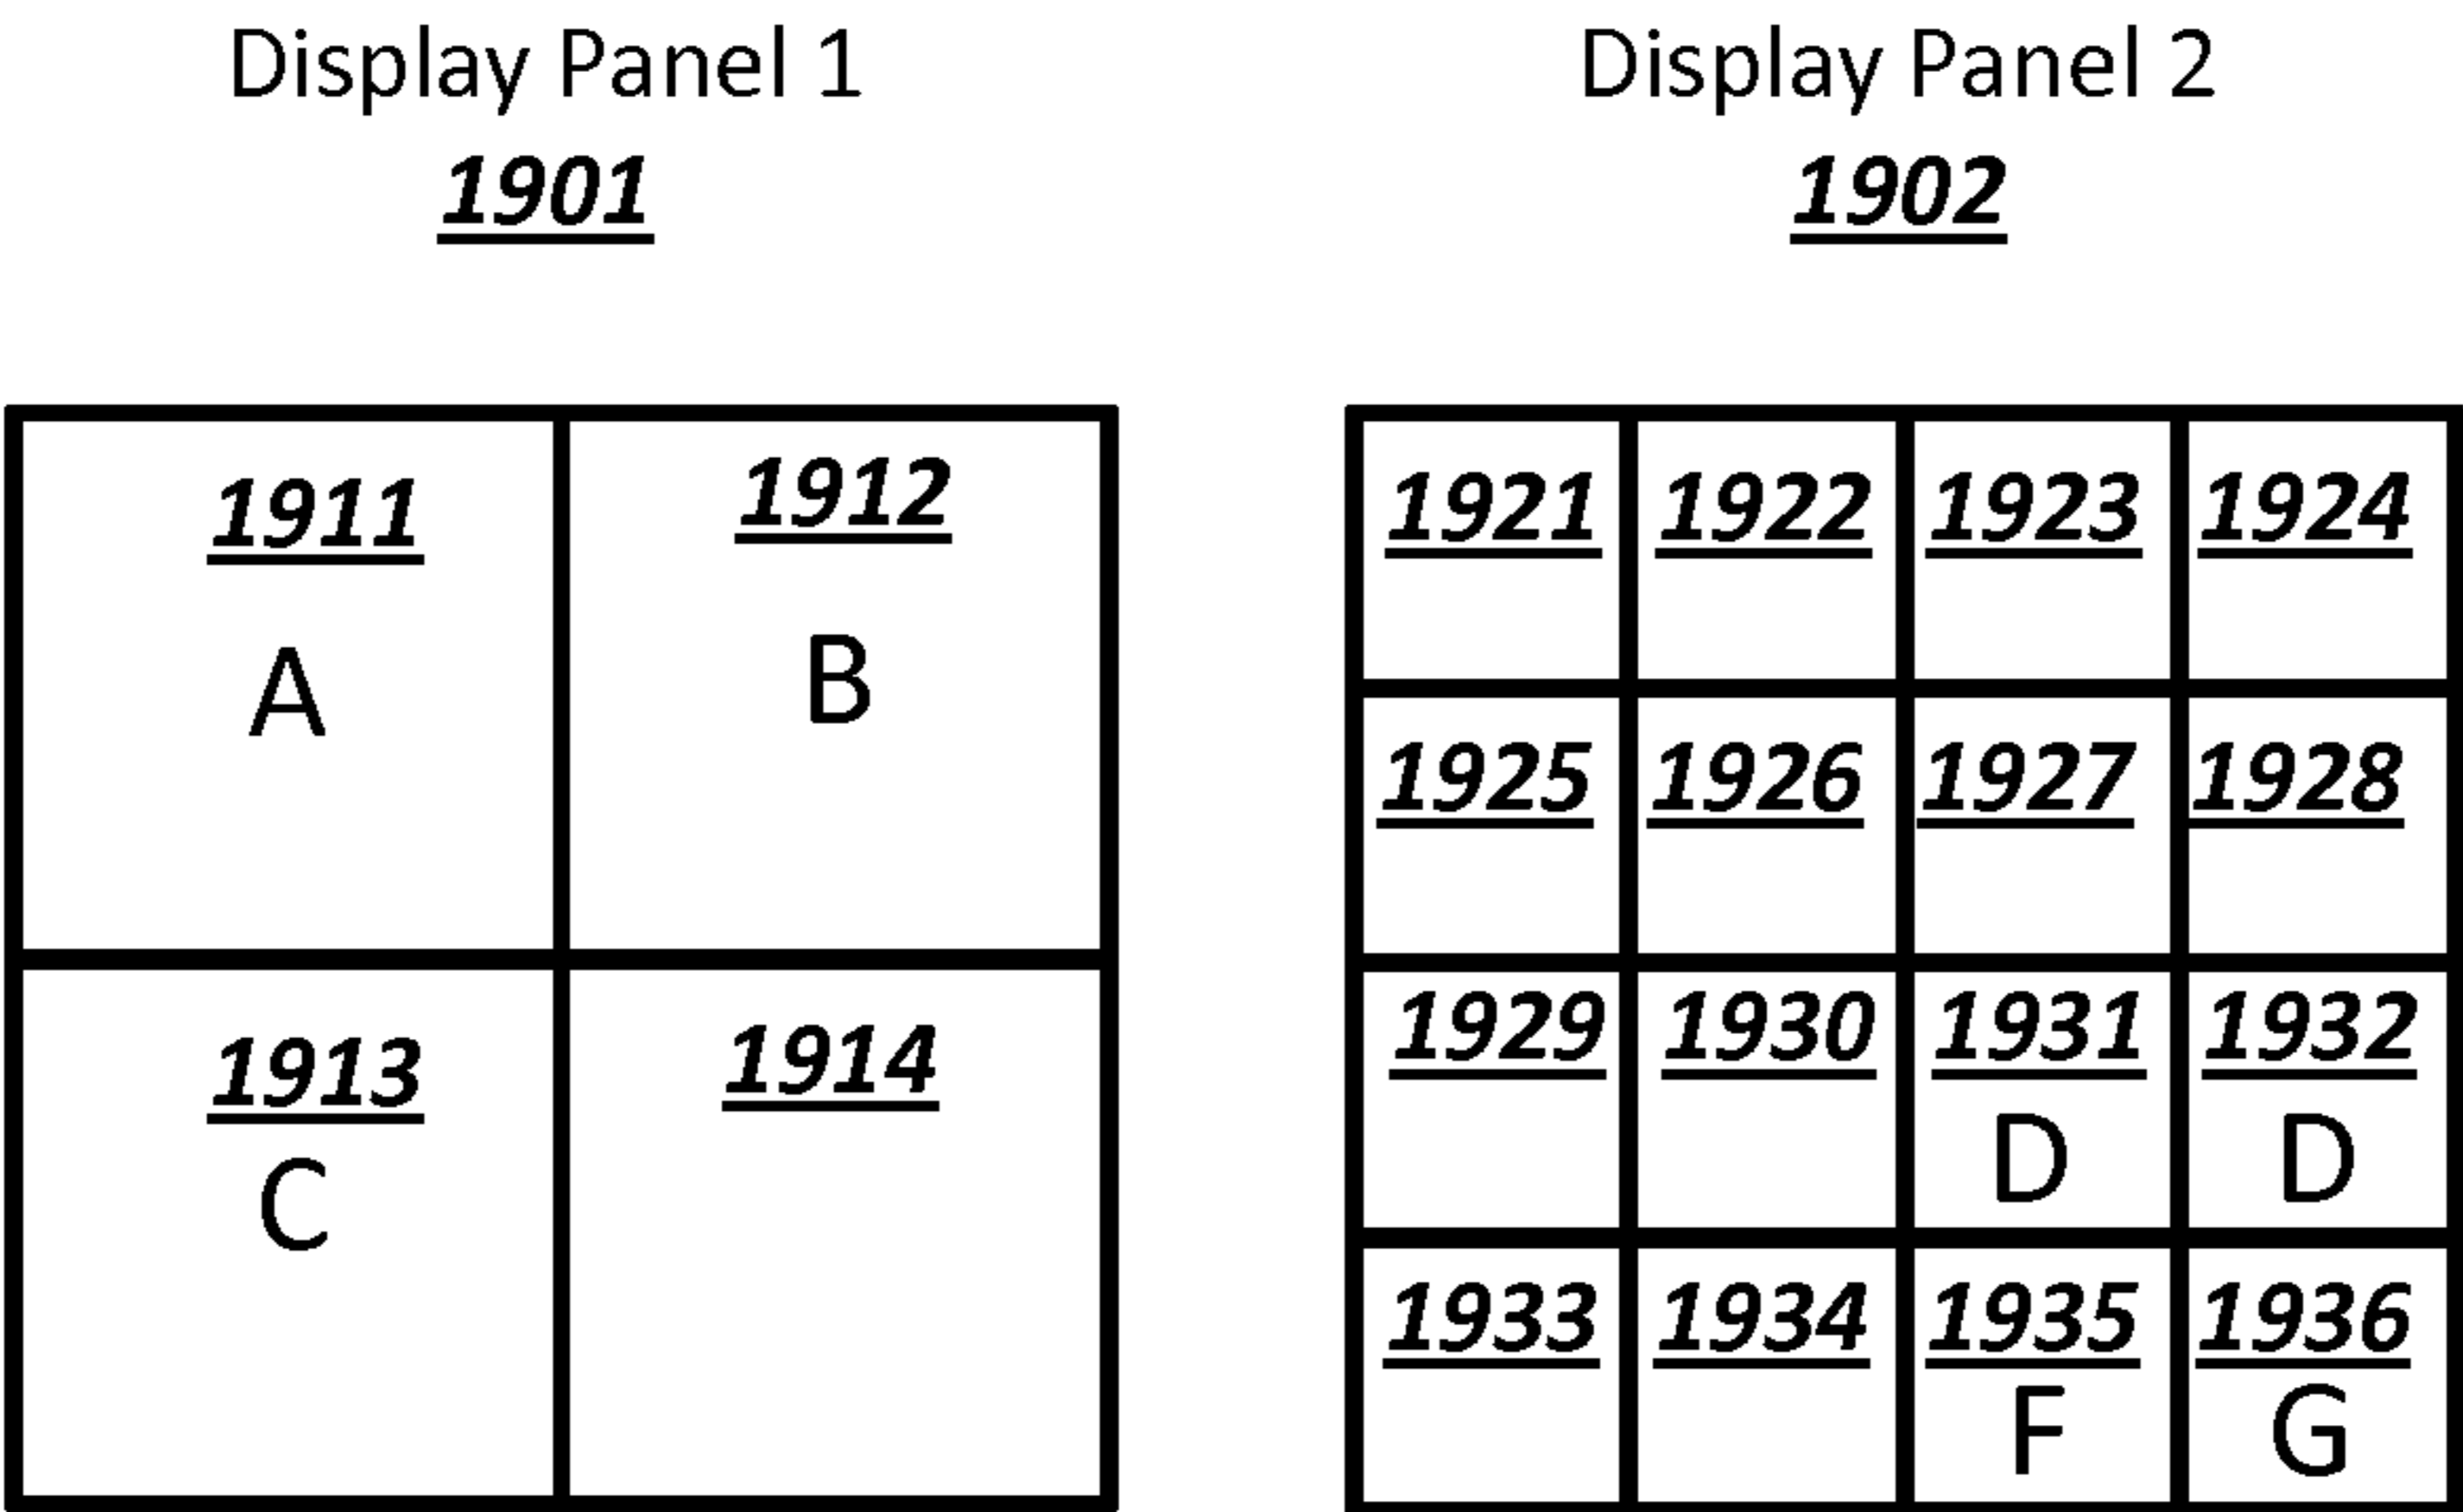 Display Panel 1
1901
1911
1912
A
B
1913
1914
C
Display Panel 2
1902
1921 1922 1923 1924
1925 1926 1927 1928
1929 1930 1931 1932
D D
1933 1934 1935 1936
F G